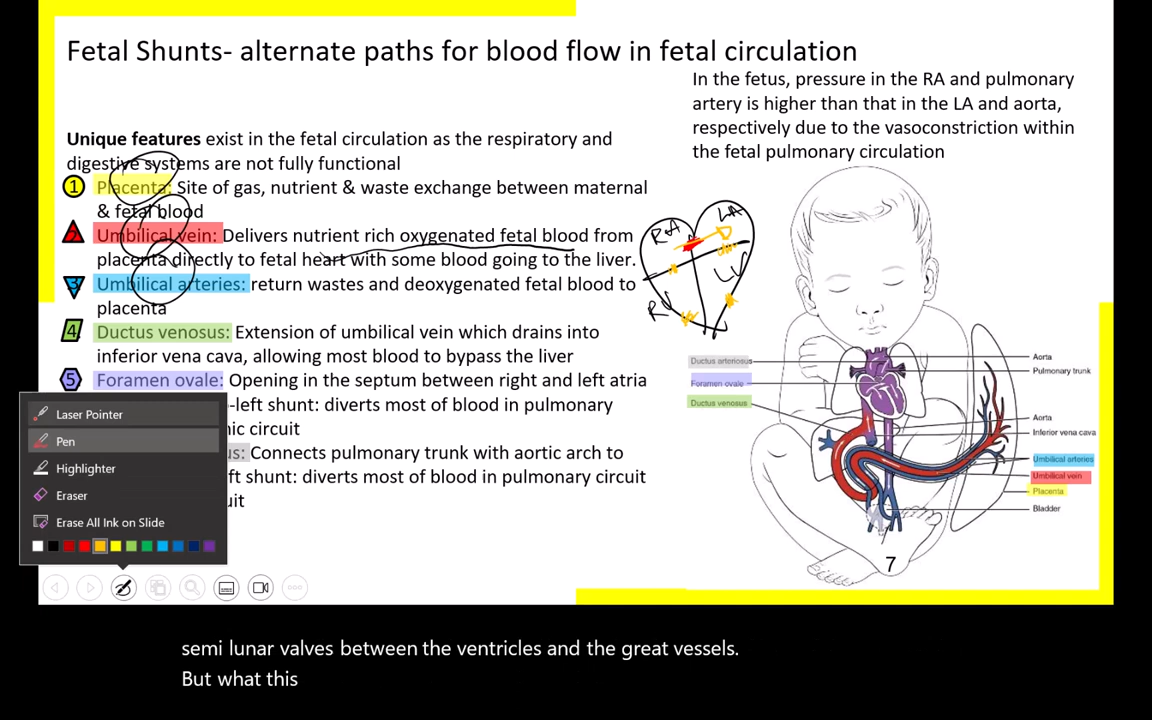 Fetal Shunts- alternate paths for blood flow in fetal circulation
In the fetus, pressure in the RA and pulmonary
artery is higher than that in the LA and aorta,
respectively due to the vasoconstriction within
the fetal pulmonary circulation
Unique features exist in the fetal circulation as the respiratory and
digestive systems are not fully functional
1 Placenta: Site of gas, nutrient & waste exchange between maternal
& fetal blood
Umbilical vein: Delivers nutrient rich oxygenated fetal blood from
placenta directly to fetal heart with some blood going to the liver.
3 Umbilical arteries: return wastes and deoxygenated fetal blood to
placenta
4 Ductus venosus: Extension of umbilical vein which drains into
inferior vena cava, allowing most blood to bypass the liver
5 Foramen ovale: Opening in the septum between right and left atria
-left shunt: diverts most of blood in pulmonary
nic circuit
us: Connects pulmonary trunk with aortic arch to
ft shunt: diverts most of blood in pulmonary circuit
uit
Laser Pointer
Pen
Highlighter
Eraser
Erase All Ink on Slide
RA
LA
RV
LV
Ductus arteriosus
Foramen ovale
Ductus venosus
Aorta
Pulmonary trunk
Aorta
Inferior vena cava
Umbilical arteries
Umbilical vein
Placenta
Bladder
7
semi lunar valves between the ventricles and the great vessels.
But what this